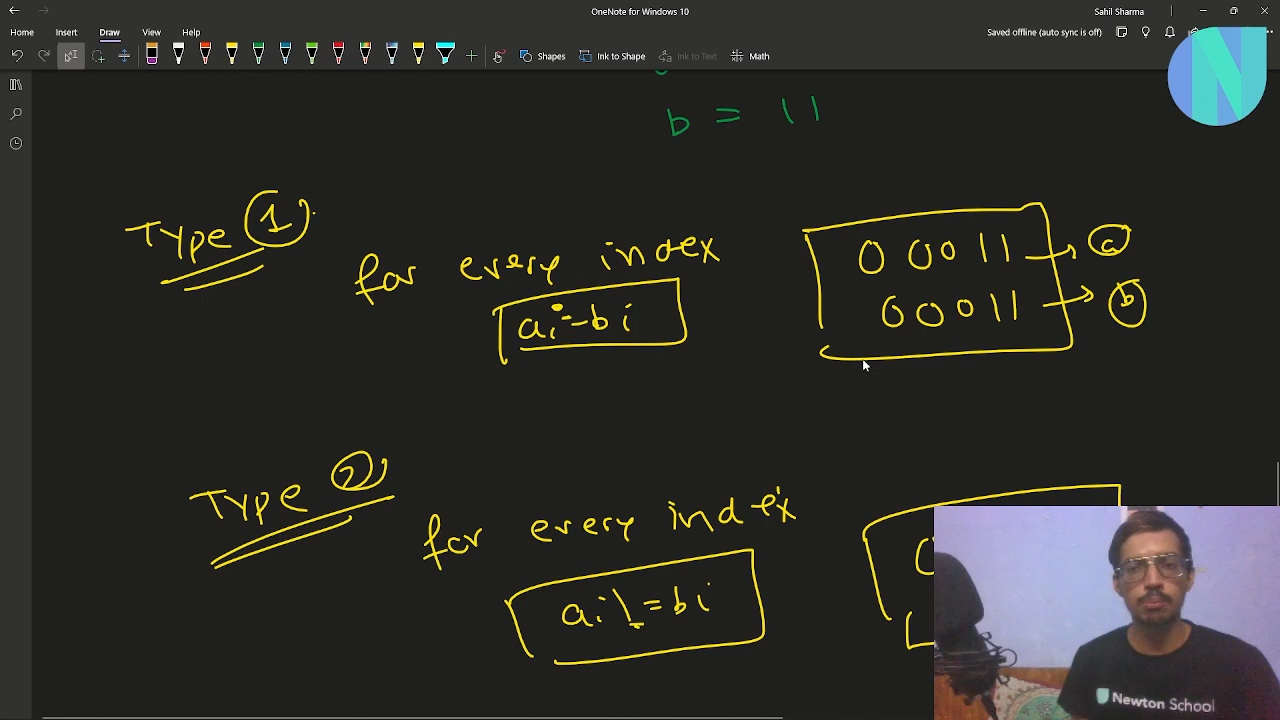 OneNote for Windows 10
Sahil Sharma
Home Insert Draw View Help
Saved offline (auto sync is off)
Shapes Ink to Shape Ink to Text Math
b = 11
Type 1
for every index
ai = bi
0 0 0 1 1 → a
0 0 0 1 1 → b
Type 2
for every index
ai != bi
0
Newton School